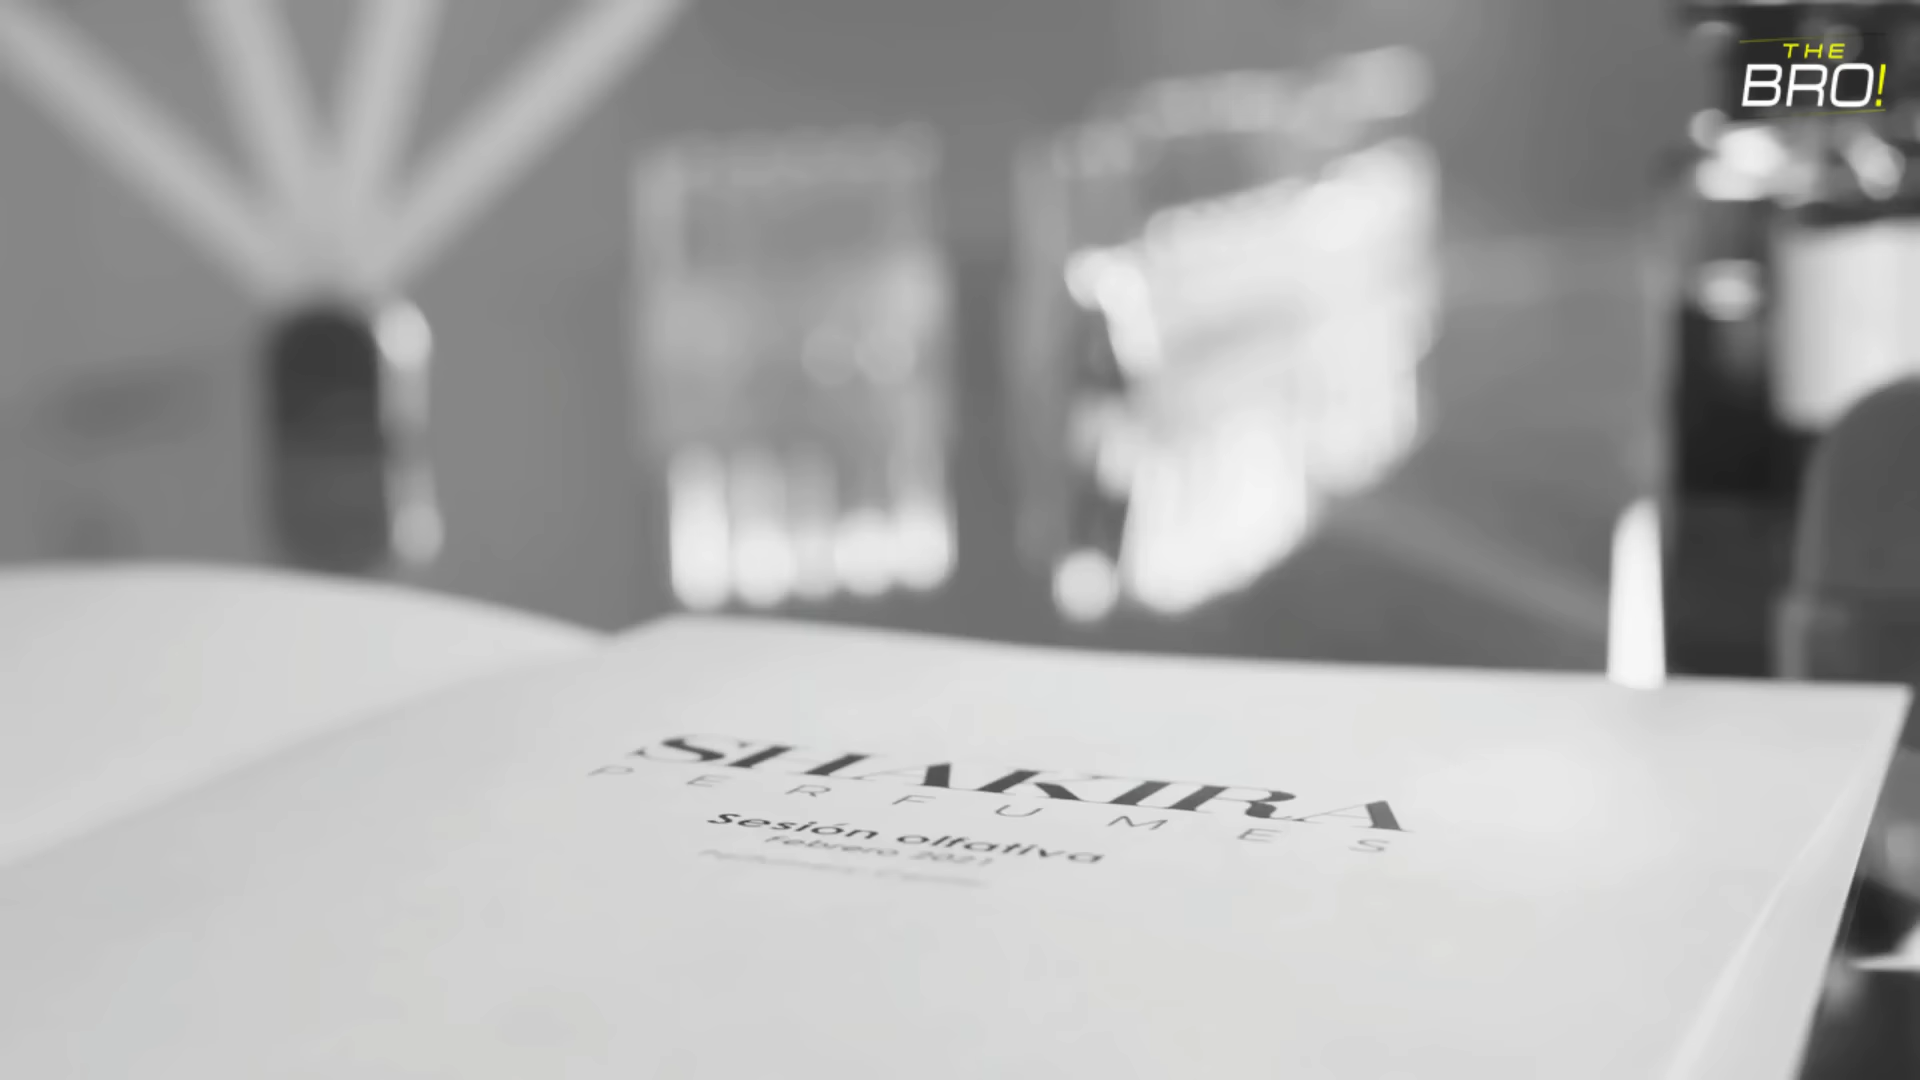 THE
BRO!
SHAKIRA
PERFUMES
Sesión olfativa
febrero 2021